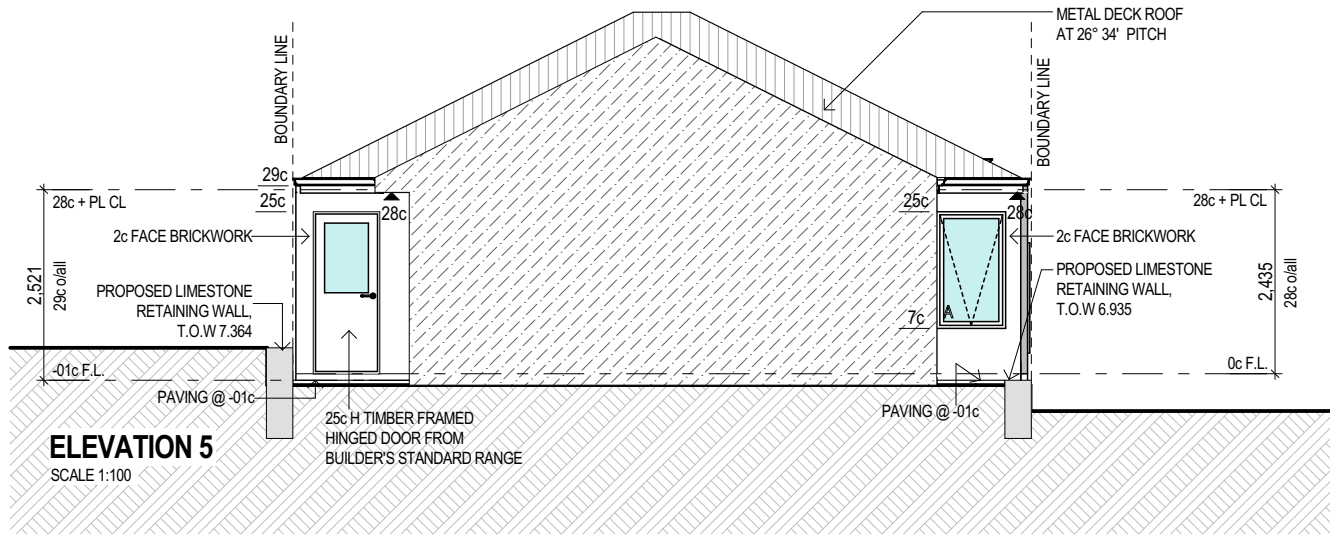 METAL DECK ROOF
AT 26° 34' PITCH
BOUNDARY LINE
BOUNDARY LINE
29c
28c + PL CL
25c
28c
2c FACE BRICKWORK
2,521
29c o/all
PROPOSED LIMESTONE
RETAINING WALL,
T.O.W 7.364
-01c F.L.
PAVING @ -01c
25c H TIMBER FRAMED
HINGED DOOR FROM
BUILDER'S STANDARD RANGE
25c
28c
28c + PL CL
2c FACE BRICKWORK
PROPOSED LIMESTONE
RETAINING WALL,
T.O.W 6.935
2,435
28c o/all
7c
A
0c F.L.
PAVING @ -01c
ELEVATION 5
SCALE 1:100